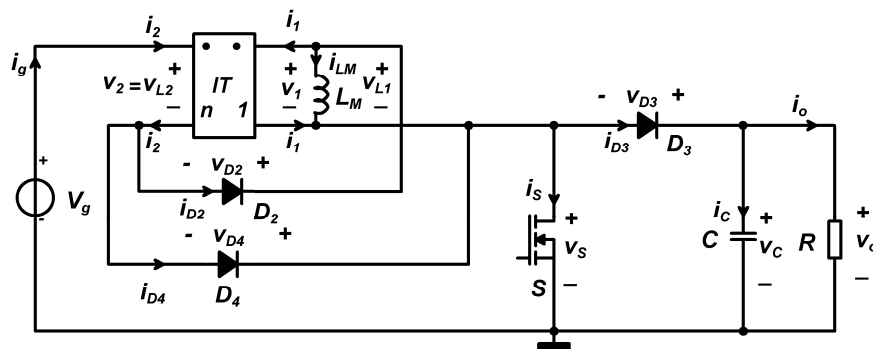 i2
i1
ig
+
+
iLM
+
v2 = vL2
IT
v1
LM
vL1
–
–
–
n 1
i2
i1
- vD3 +
io
iD3
D3
- vD2 +
iD2
D2
+
Vg
-
iS
+
vS
S
–
iC
+
C
vC
–
R
+
vo
–
- vD4 +
iD4
D4